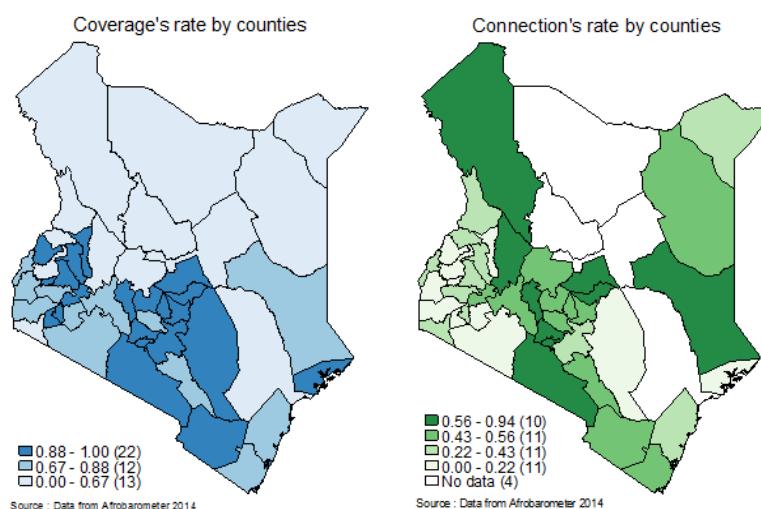 Coverage's rate by counties
0.88 - 1.00 (22)
0.67 - 0.88 (12)
0.00 - 0.67 (13)
Source : Data from Afrobarometer 2014
Connection's rate by counties
0.56 - 0.94 (10)
0.43 - 0.56 (11)
0.22 - 0.43 (11)
0.00 - 0.22 (11)
No data (4)
Source : Data from Afrobarometer 2014